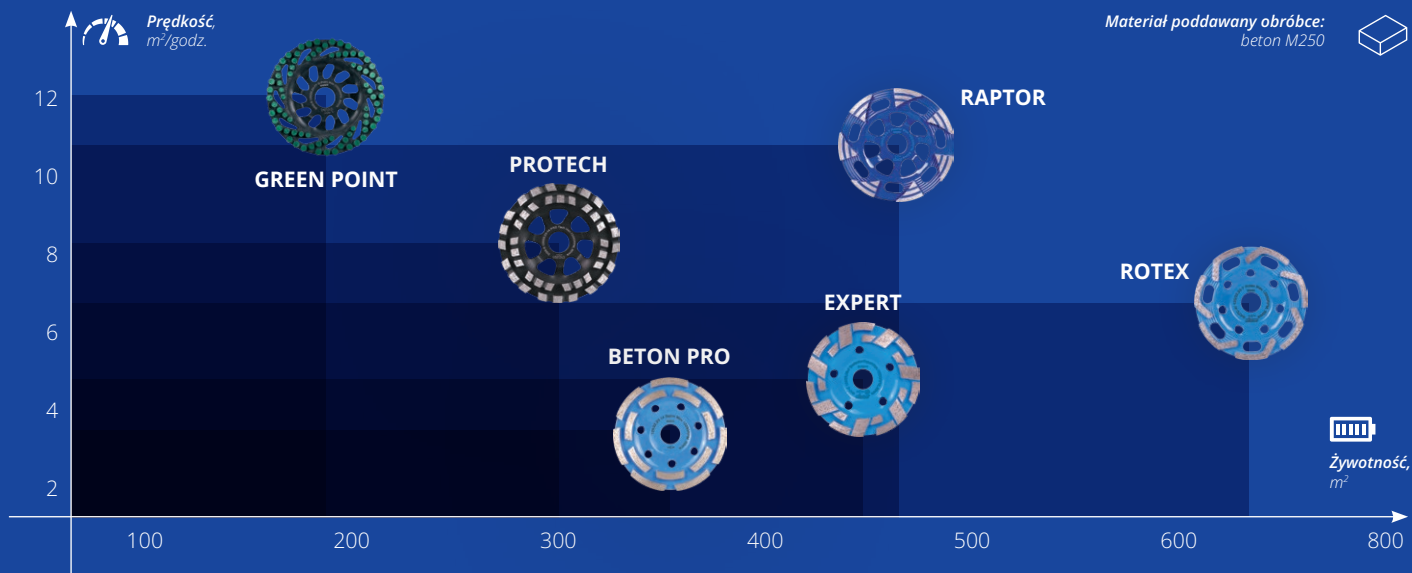 Prędkość,
m²/godz.
Materiał poddawany obróbce:
beton M250
12
RAPTOR
PROTECH
10
GREEN POINT
8
ROTEX
EXPERT
6
BETON PRO
4
Żywotność,
m²
2
100 200 300 400 500 600 800